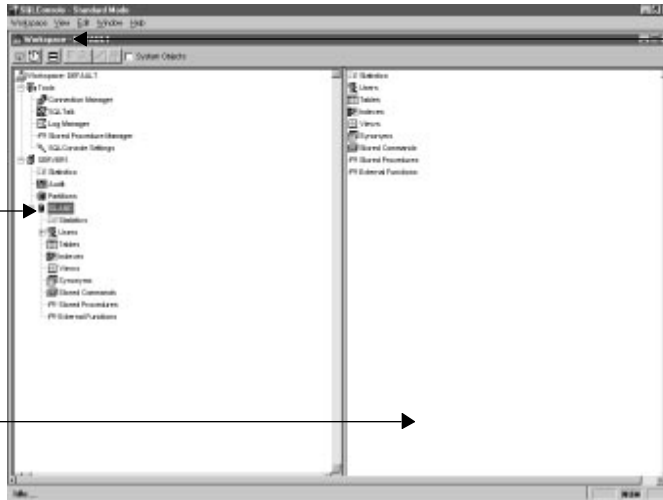 SQLConsole - Standard Mode
Workspace View Edit Window Help
Workspace
System Objects
Workspace: DEFAULT
Tools
Connection Manager
SQLTalk
Log Manager
Stored Procedure Manager
SQLConsole Settings
SERVERS
Statistics
Audit
Partitions
Statistics
Users
Tables
Indexes
Views
Synonyms
Stored Commands
Stored Procedures
External Functions
Statistics
Users
Tables
Indexes
Views
Synonyms
Stored Commands
Stored Procedures
External Functions
Idle...
NUM